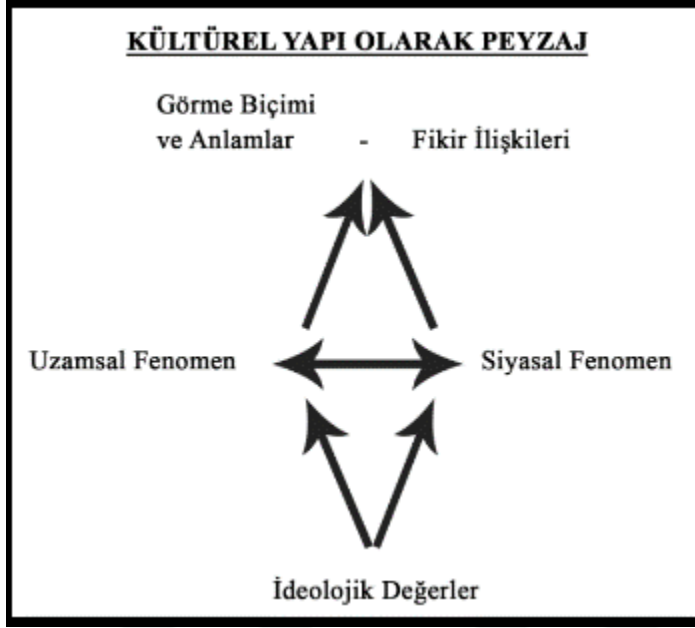 KÜLTÜREL YAPI OLARAK PEYZAJ
Görme Biçimi
ve Anlamlar - Fikir İlişkileri
Uzamsal Fenomen Siyasal Fenomen
İdeolojik Değerler